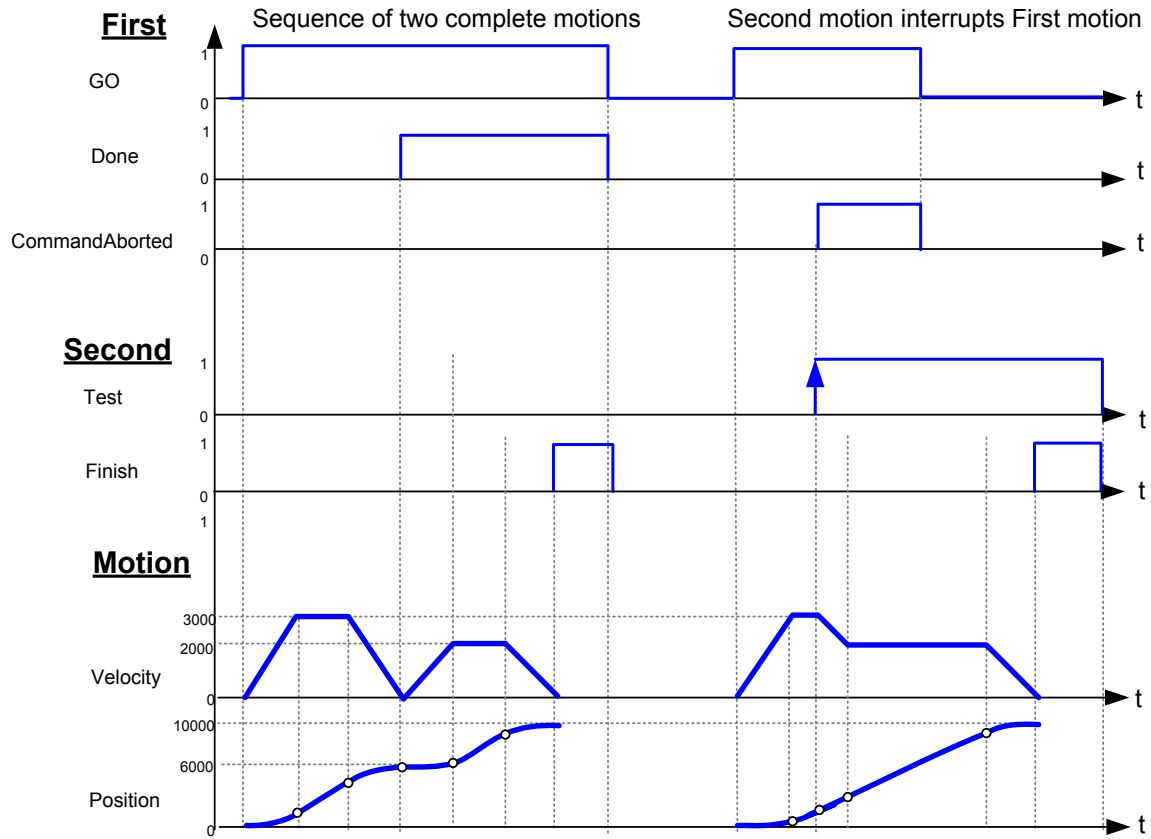 First
Sequence of two complete motions
Second motion interrupts First motion
1
GO
0
t
1
Done
0
t
1
CommandAborted
0
t
Second
1
Test
0
t
1
Finish
0
t
1
Motion
3000
2000
Velocity
0
t
10000
6000
Position
0
t